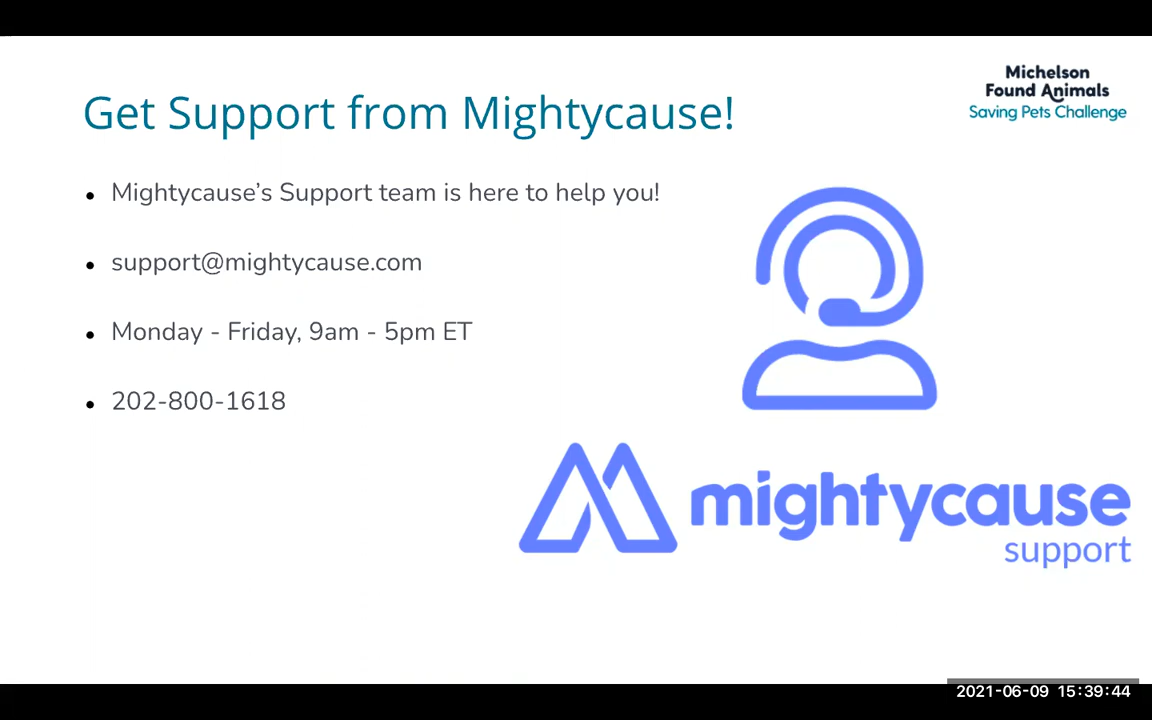 Michelson
Found Animals
Saving Pets Challenge
Get Support from Mightycause!
• Mightycause’s Support team is here to help you!
• support@mightycause.com
• Monday - Friday, 9am - 5pm ET
• 202-800-1618
mightycause
support
2021-06-09 15:39:44